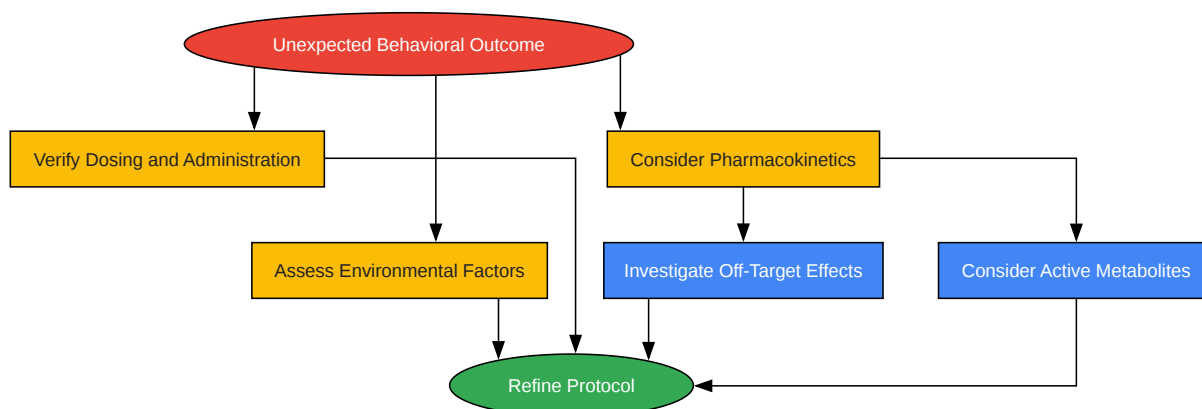 Unexpected Behavioral Outcome
Verify Dosing and Administration
Consider Pharmacokinetics
Assess Environmental Factors
Investigate Off-Target Effects
Consider Active Metabolites
Refine Protocol